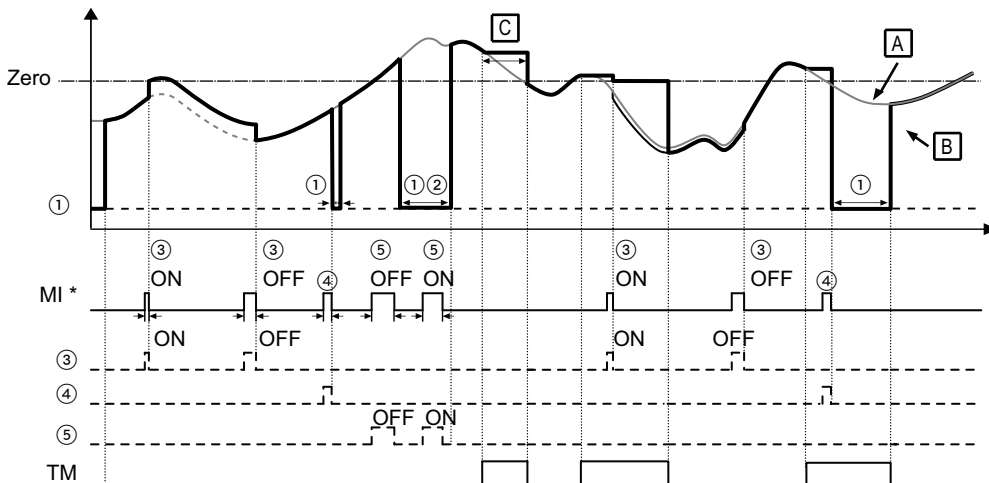 C
A
Zero
B
① ①② ①
①
③ ③ ⑤ ⑤ ③ ③
ON OFF OFF ON ON OFF
MI * ④ ④
ON OFF ON OFF
③
④
OFF ON
⑤
TM